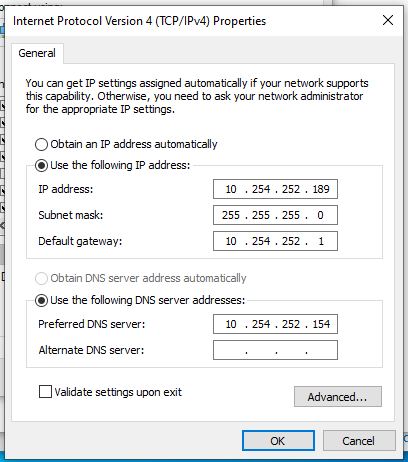 Internet Protocol Version 4 (TCP/IPv4) Properties
General
You can get IP settings assigned automatically if your network supports
this capability. Otherwise, you need to ask your network administrator
for the appropriate IP settings.
Obtain an IP address automatically
Use the following IP address:
IP address: 10 . 254 . 252 . 189
Subnet mask: 255 . 255 . 255 . 0
Default gateway: 10 . 254 . 252 . 1
Obtain DNS server address automatically
Use the following DNS server addresses:
Preferred DNS server: 10 . 254 . 252 . 154
Alternate DNS server: . . .
Validate settings upon exit
Advanced...
OK Cancel